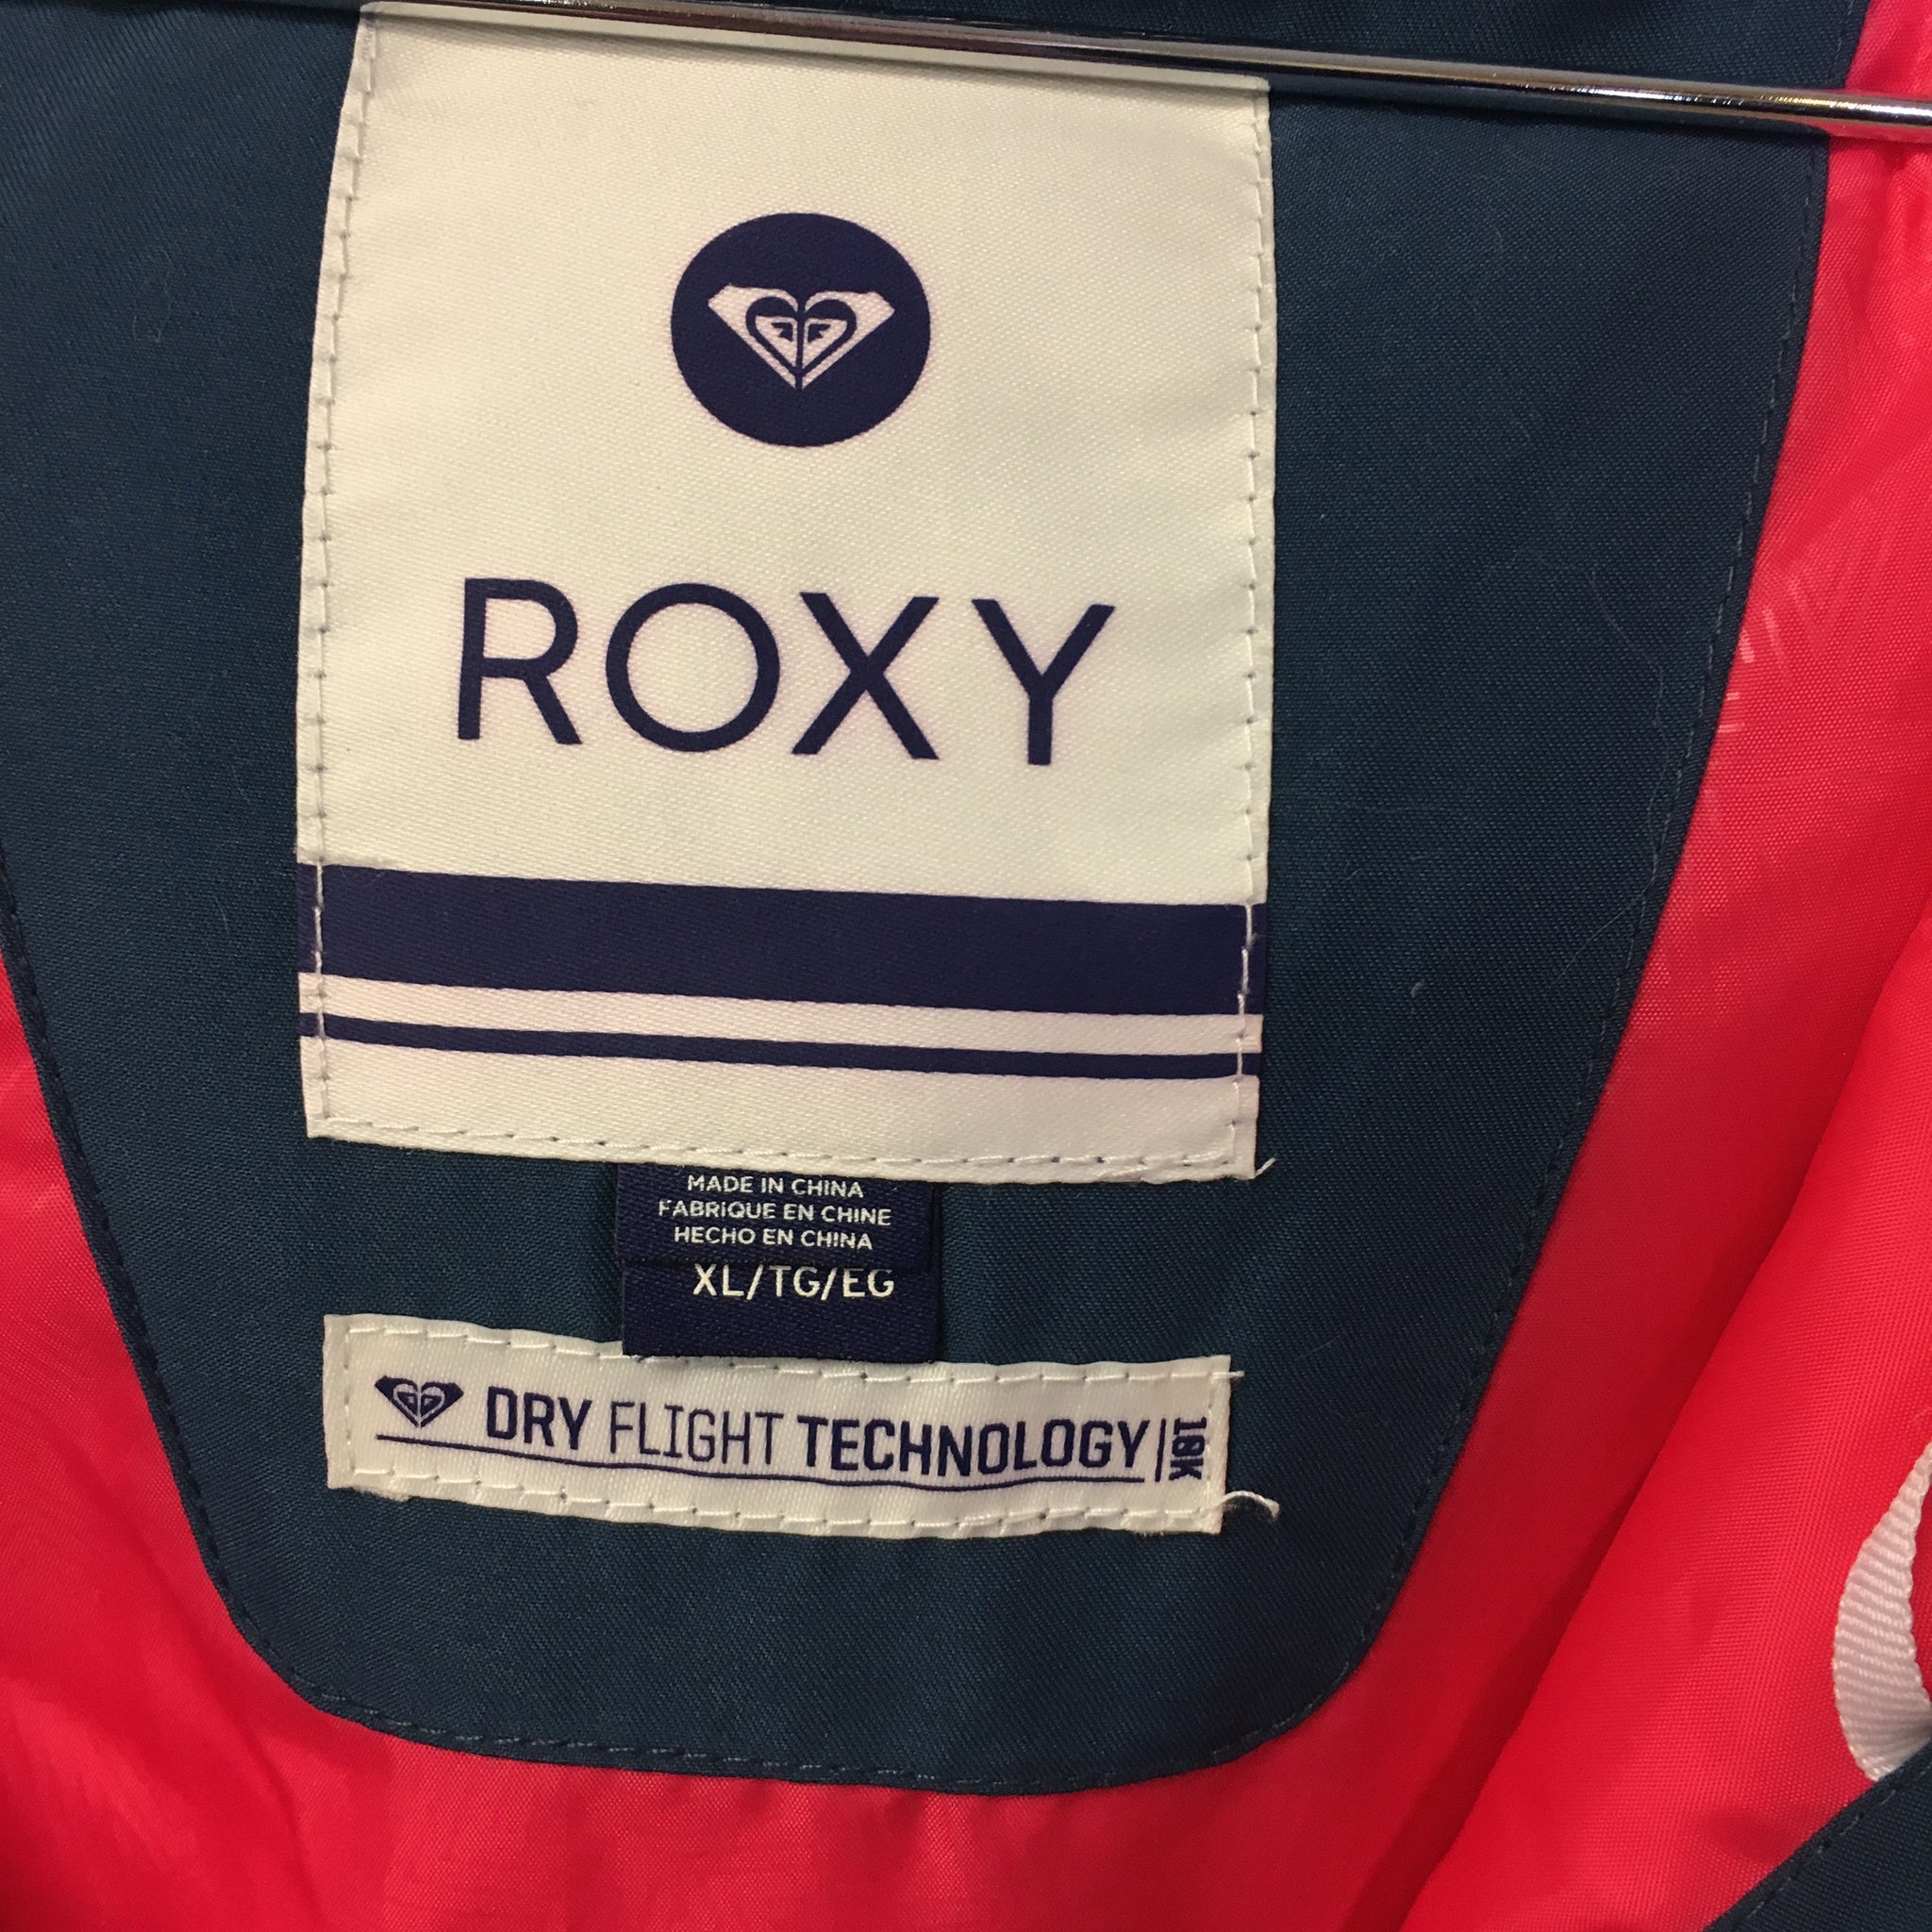 ROXY
MADE IN CHINA
FABRIQUE EN CHINE
HECHO EN CHINA
XL/TG/EG
DRY FLIGHT TECHNOLOGY 10K